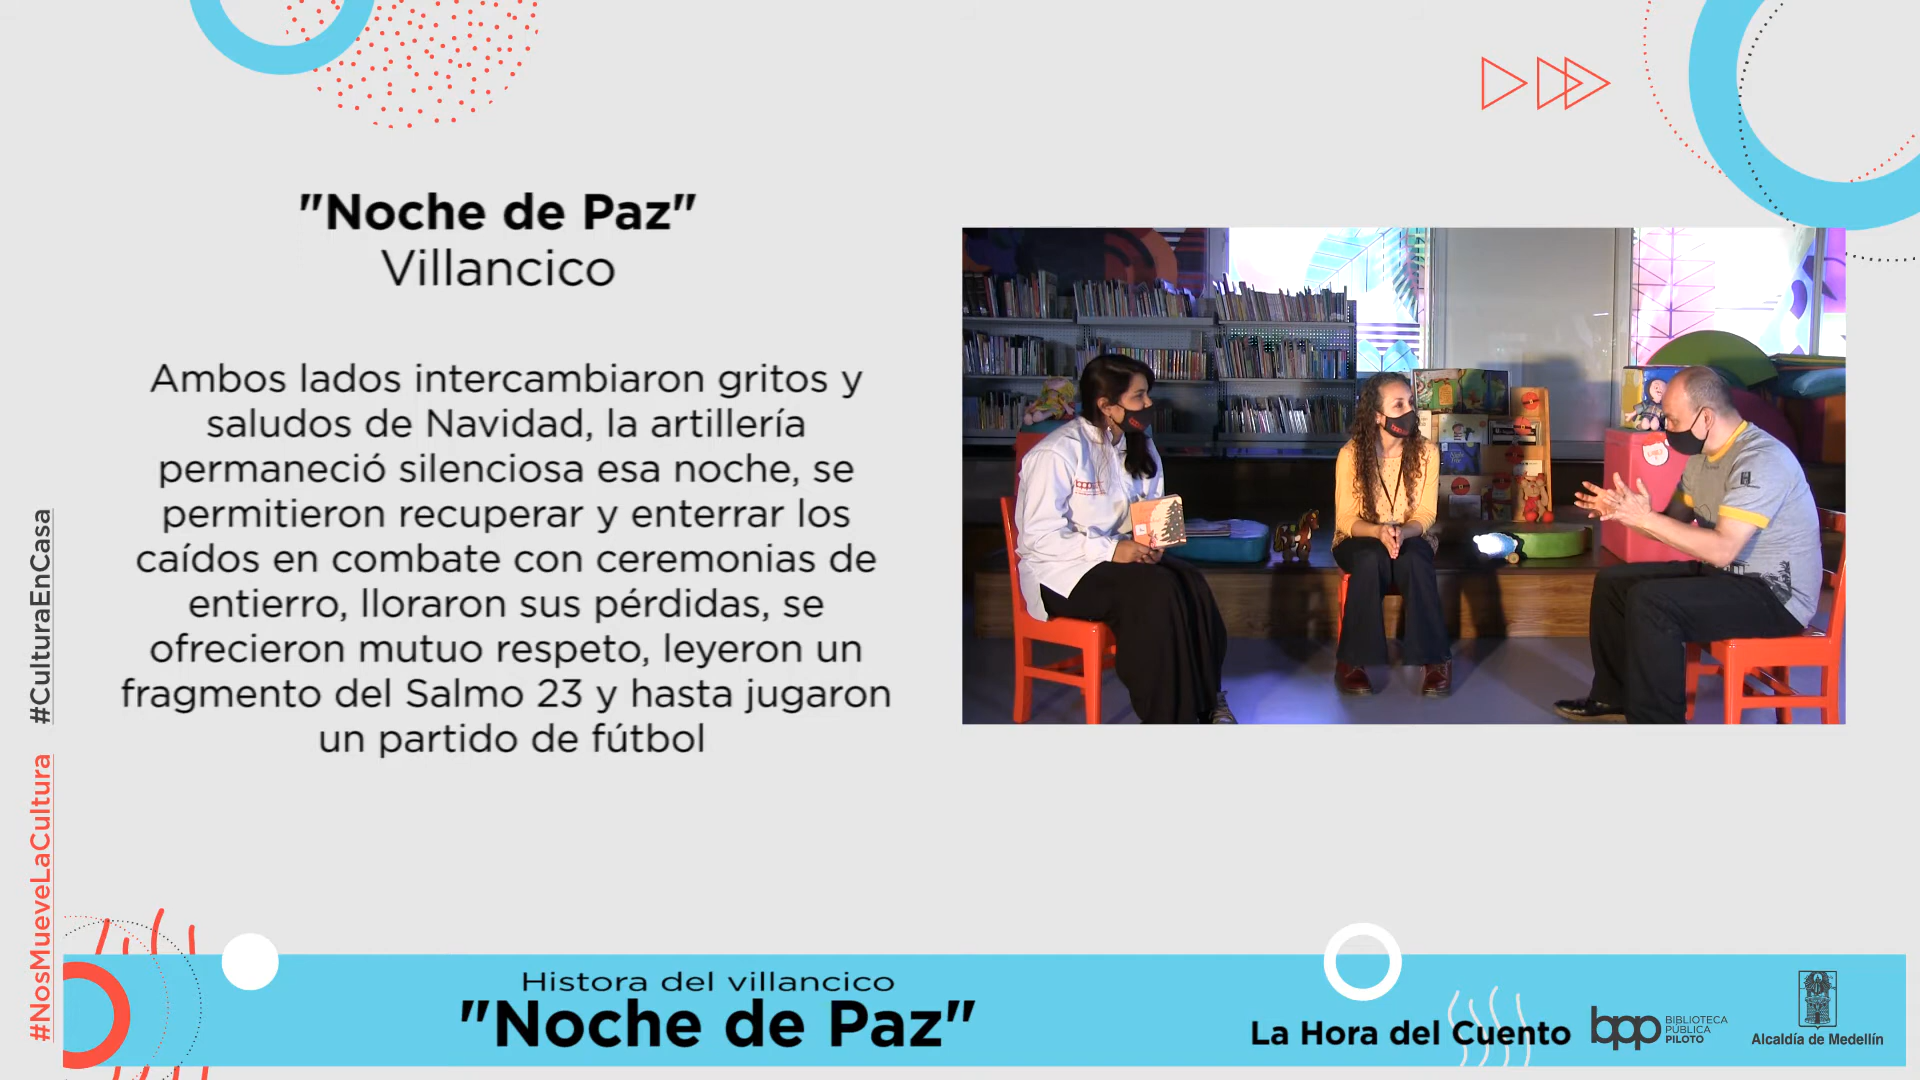 "Noche de Paz"
Villancico
Ambos lados intercambiaron gritos y
saludos de Navidad, la artillería
permaneció silenciosa esa noche, se
permitieron recuperar y enterrar los
caídos en combate con ceremonias de
entierro, lloraron sus pérdidas, se
ofrecieron mutuo respeto, leyeron un
fragmento del Salmo 23 y hasta jugaron
un partido de fútbol
#CulturaEnCasa
#NosMueveLaCultura
Histora del villancico
"Noche de Paz"
La Hora del Cuento
bpp
BIBLIOTECA
PÚBLICA
PILOTO
Alcaldía de Medellín